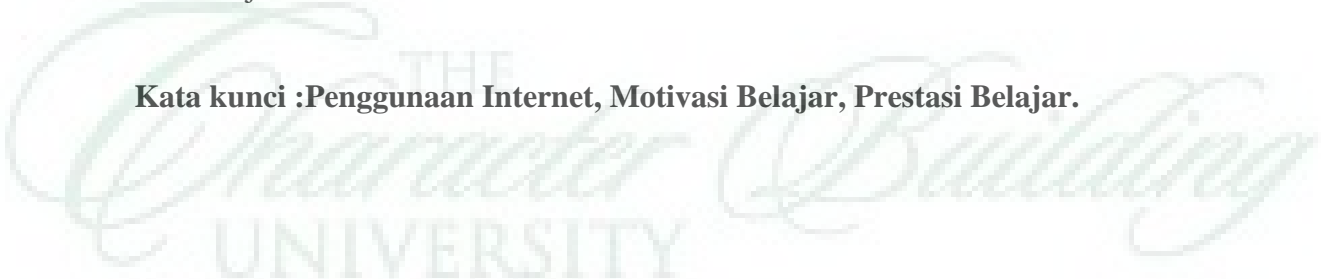 Kata kunci :Penggunaan Internet, Motivasi Belajar, Prestasi Belajar.
THE
Character Building
UNIVERSITY